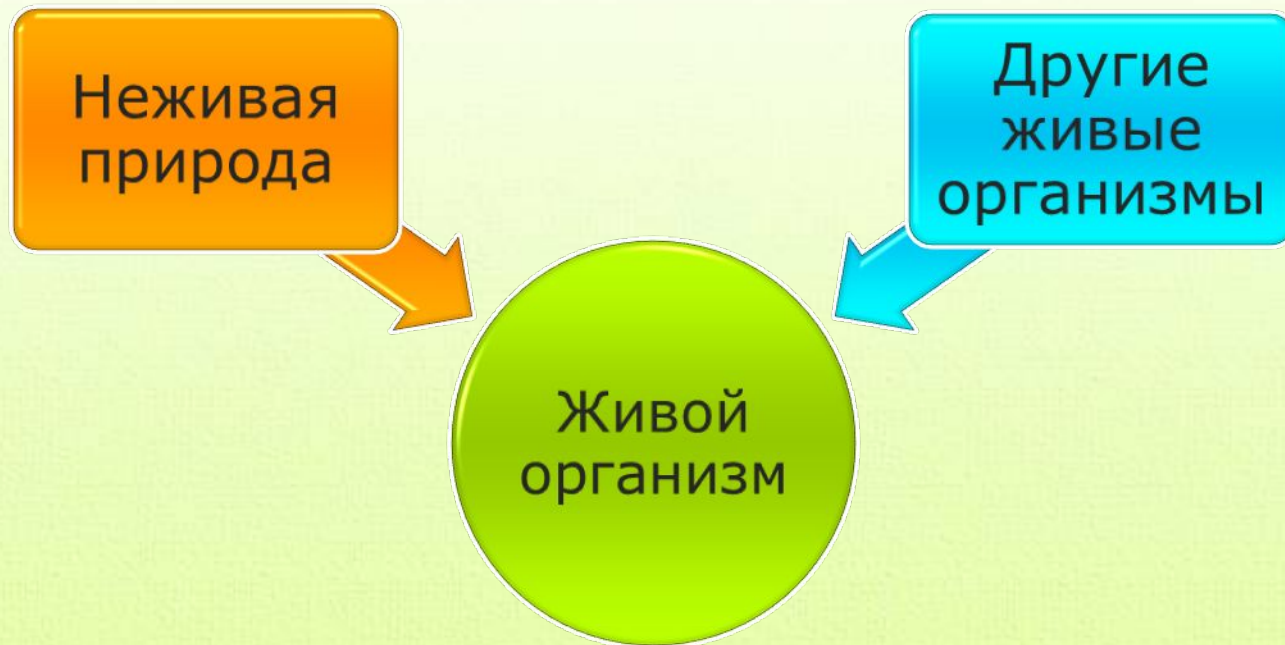 Неживая
природа
Другие
живые
организмы
Живой
организм